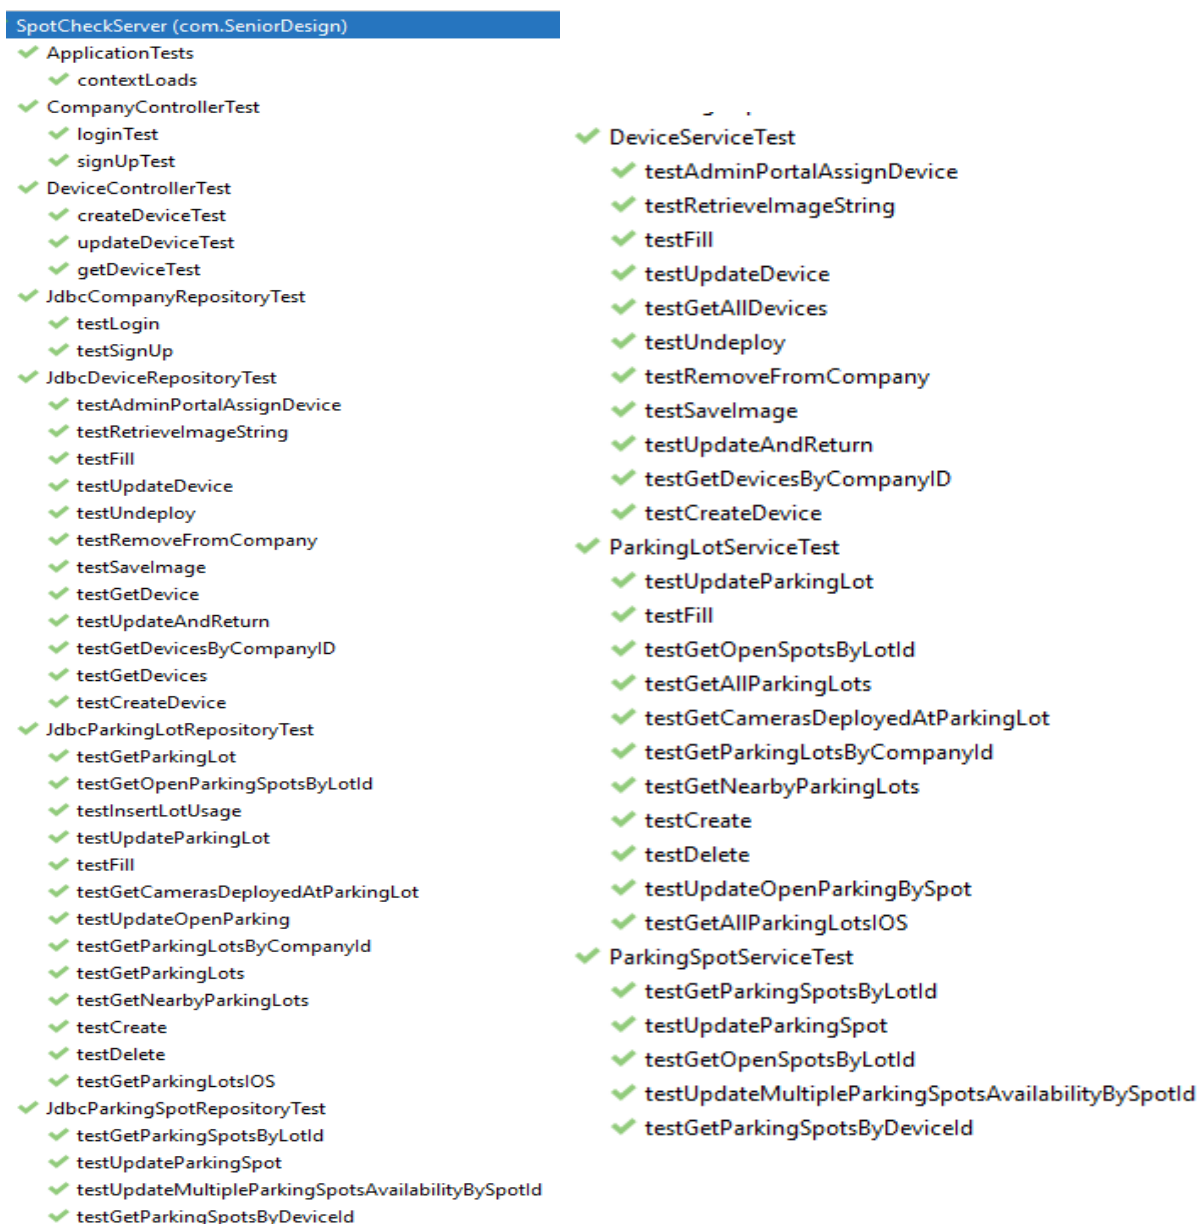 SpotCheckServer (com.SeniorDesign)
ApplicationTests
contextLoads
CompanyControllerTest
loginTest
signUpTest
DeviceControllerTest
createDeviceTest
updateDeviceTest
getDeviceTest
JdbcCompanyRepositoryTest
testLogin
testSignUp
JdbcDeviceRepositoryTest
testAdminPortalAssignDevice
testRetrieveImageString
testFill
testUpdateDevice
testUndeploy
testRemoveFromCompany
testSaveImage
testGetDevice
testUpdateAndReturn
testGetDevicesByCompanyID
testGetDevices
testCreateDevice
JdbcParkingLotRepositoryTest
testGetParkingLot
testGetOpenParkingSpotsByLotId
testInsertLotUsage
testUpdateParkingLot
testFill
testGetCamerasDeployedAtParkingLot
testUpdateOpenParking
testGetParkingLotsByCompanyId
testGetParkingLots
testGetNearbyParkingLots
testCreate
testDelete
testGetParkingLotsIOS
JdbcParkingSpotRepositoryTest
testGetParkingSpotsByLotId
testUpdateParkingSpot
testUpdateMultipleParkingSpotsAvailabilityBySpotId
testGetParkingSpotsByDeviceId
DeviceServiceTest
testAdminPortalAssignDevice
testRetrieveImageString
testFill
testUpdateDevice
testGetAllDevices
testUndeploy
testRemoveFromCompany
testSaveImage
testUpdateAndReturn
testGetDevicesByCompanyID
testCreateDevice
ParkingLotServiceTest
testUpdateParkingLot
testFill
testGetOpenSpotsByLotId
testGetAllParkingLots
testGetCamerasDeployedAtParkingLot
testGetParkingLotsByCompanyId
testGetNearbyParkingLots
testCreate
testDelete
testUpdateOpenParkingBySpot
testGetAllParkingLotsIOS
ParkingSpotServiceTest
testGetParkingSpotsByLotId
testUpdateParkingSpot
testGetOpenSpotsByLotId
testUpdateMultipleParkingSpotsAvailabilityBySpotId
testGetParkingSpotsByDeviceId